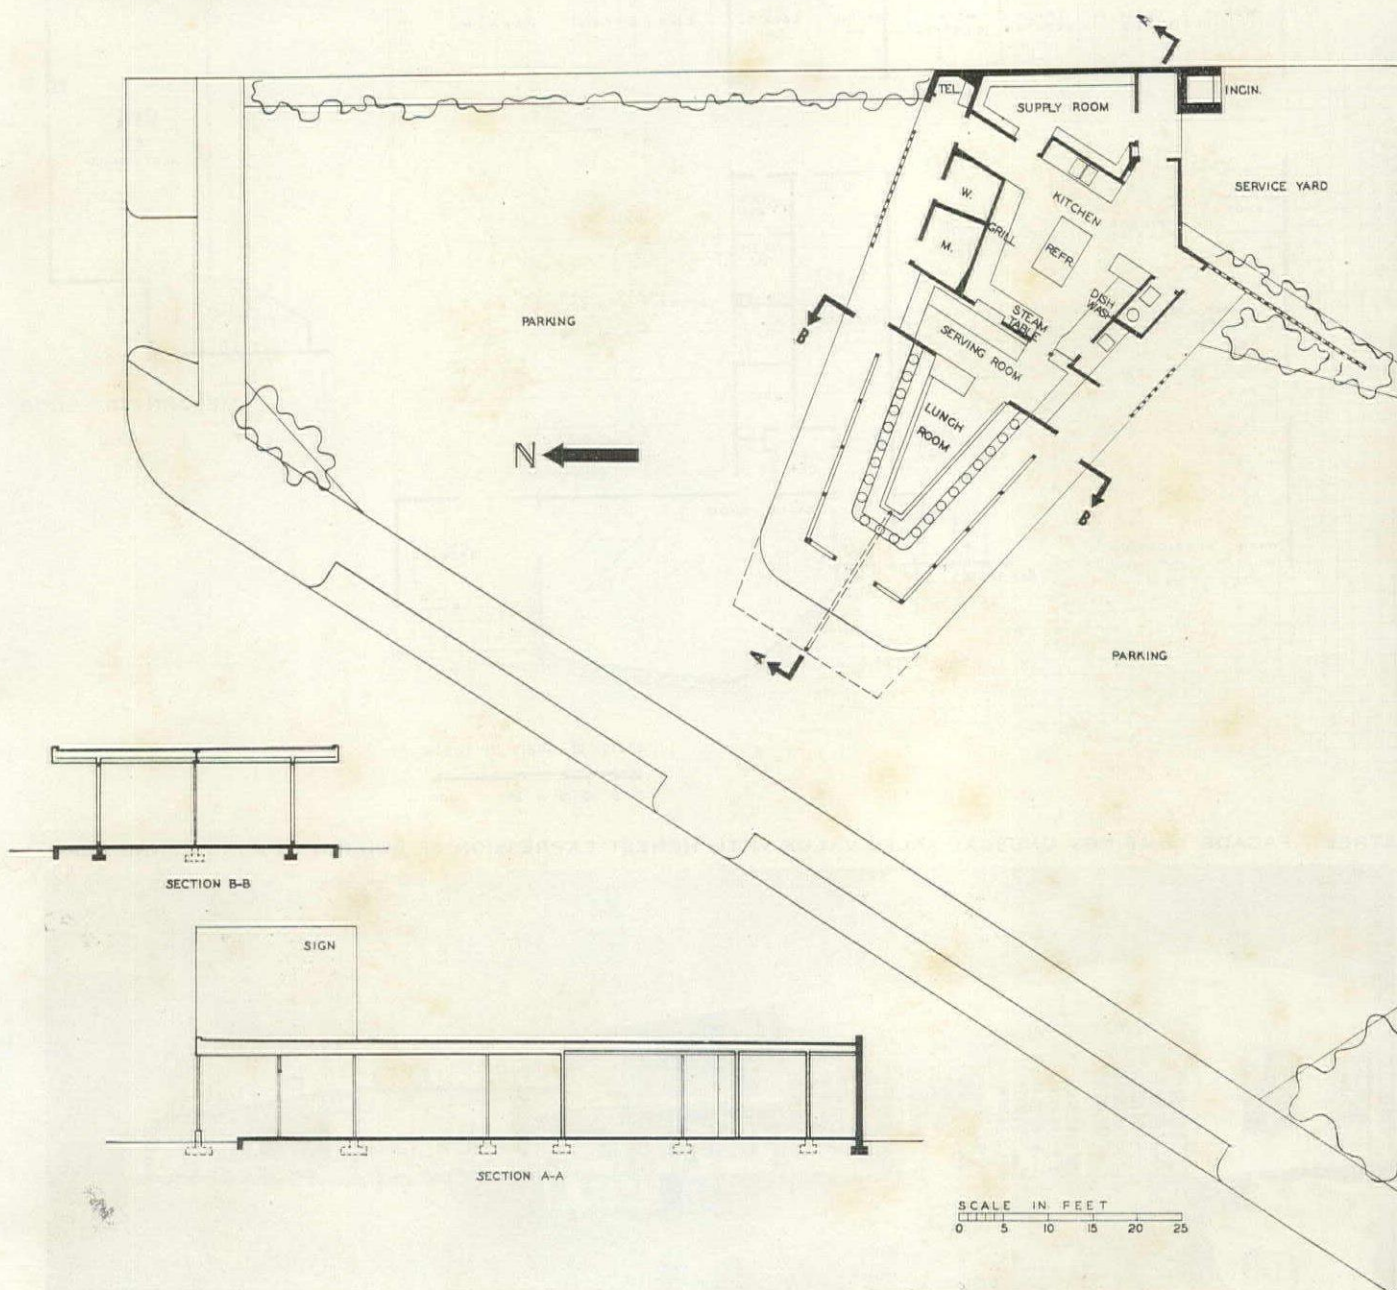 A
TEL.
SUPPLY ROOM
INCIN.
SERVICE YARD
W.
KITCHEN
GRILL
M.
REFR.
PARKING
B
STEAM
TABLE
DISH
WASH
SERVING ROOM
LUNCH
ROOM
N
B
A
PARKING
SECTION B-B
SIGN
SECTION A-A
SCALE IN FEET
0 5 10 15 20 25